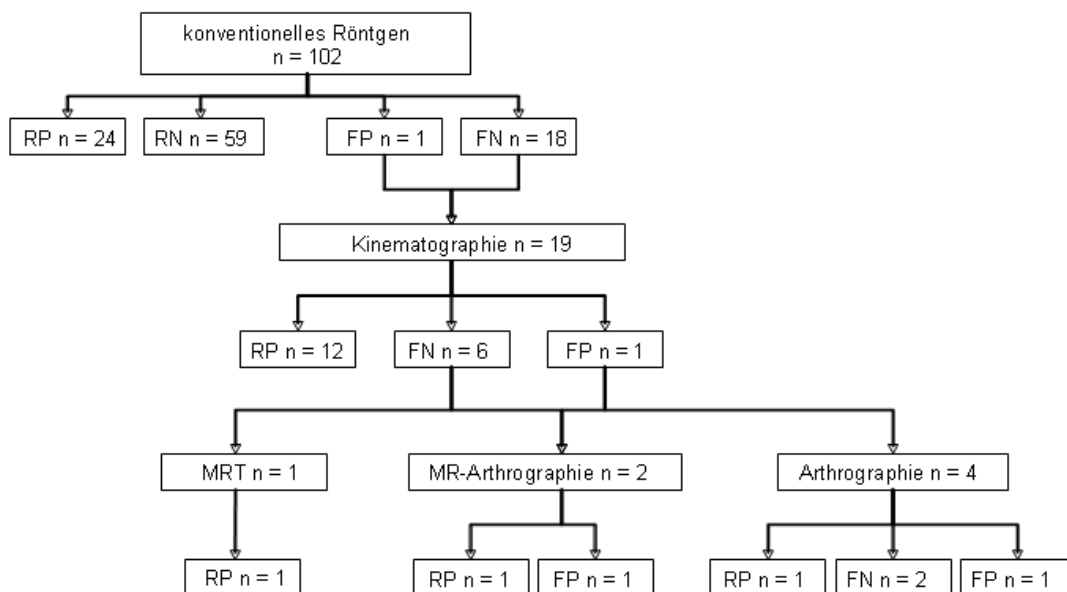 konventionelles Röntgen
n = 102
RP n = 24
RN n = 59
FP n = 1
FN n = 18
Kinematographie n = 19
RP n = 12
FN n = 6
FP n = 1
MRT n = 1
MR-Arthrographie n = 2
Arthrographie n = 4
RP n = 1
RP n = 1
FP n = 1
RP n = 1
FN n = 2
FP n = 1